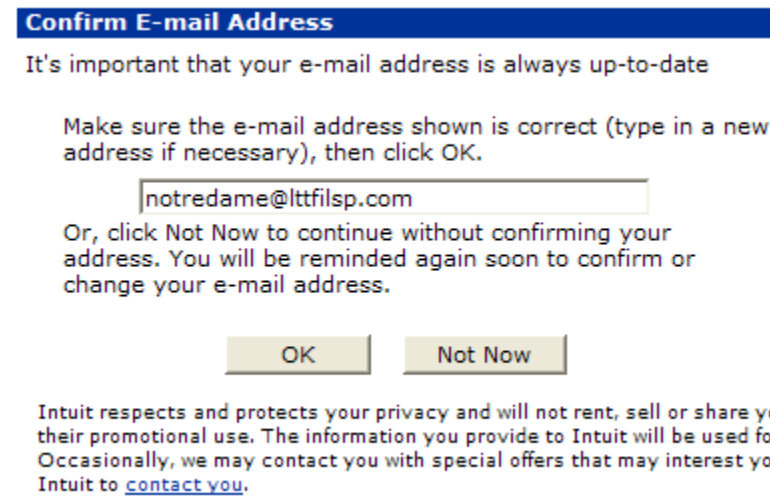 Confirm E-mail Address
It's important that your e-mail address is always up-to-date
Make sure the e-mail address shown is correct (type in a new
address if necessary), then click OK.
notredame@lttfilsp.com
Or, click Not Now to continue without confirming your
address. You will be reminded again soon to confirm or
change your e-mail address.
OK Not Now
Intuit respects and protects your privacy and will not rent, sell or share
their promotional use. The information you provide to Intuit will be used
Occasionally, we may contact you with special offers that may interest
Intuit to contact you.